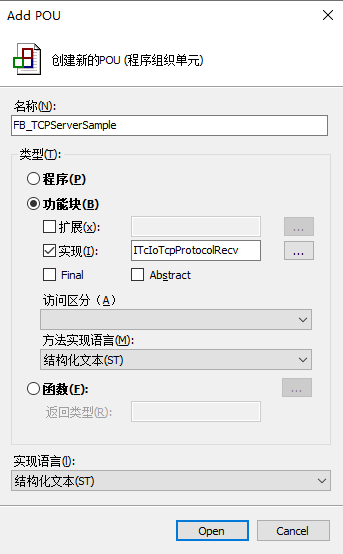 Add POU
创建新的POU (程序组织单元)
名称(N):
FB_TCPServerSample
类型(T):
程序(P)
功能块(B)
扩展(x):
...
实现(I):
ITcIoTcpProtocolRecv
...
Final
Abstract
访问区分（A）
方法实现语言(M):
结构化文本(ST)
函数(F):
...
返回类型(R):
实现语言(I):
结构化文本(ST)
Open
Cancel